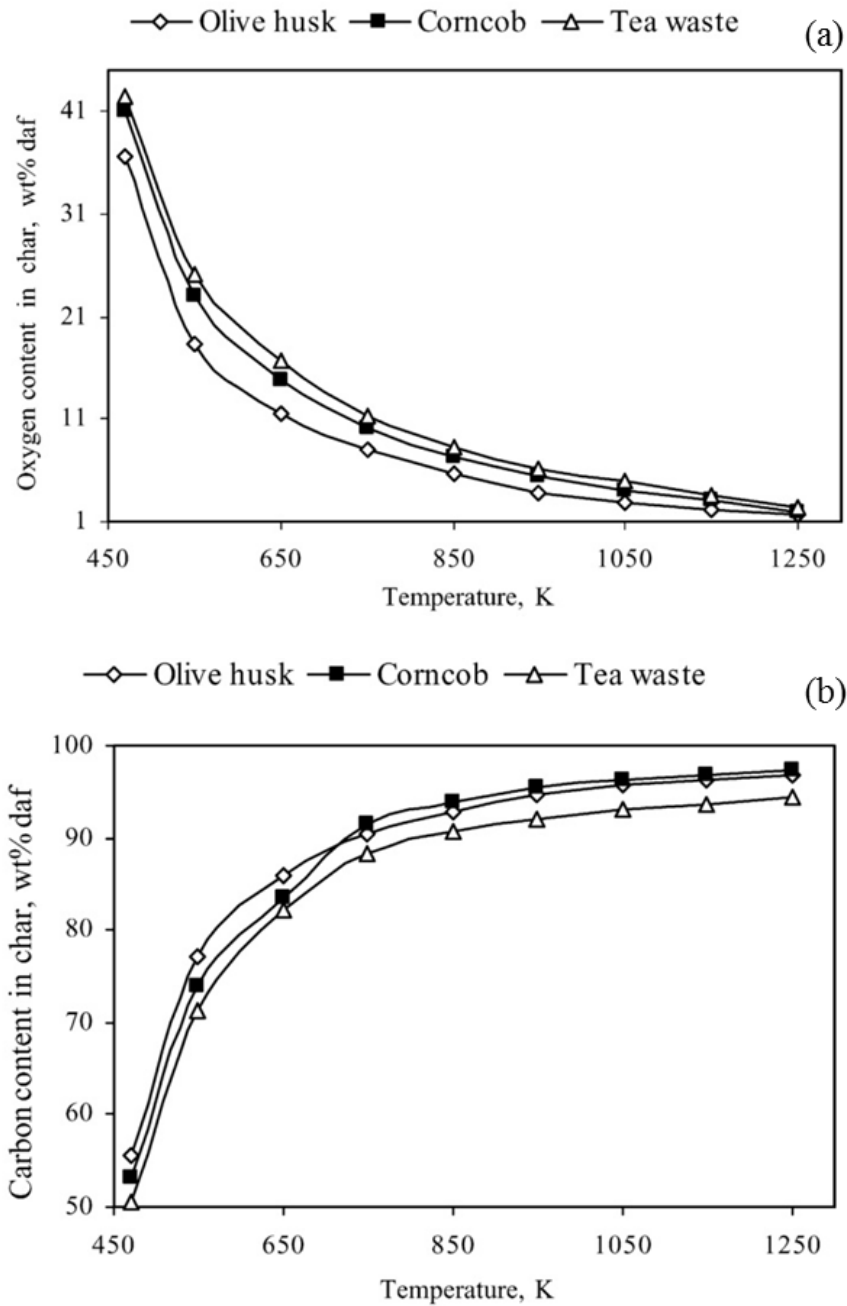 Olive husk Corncob Tea waste
(a)
Oxygen content in char, wt% daf
41
31
21
11
1
450 650 850 1050 1250
Temperature, K
Olive husk Corncob Tea waste
(b)
Carbon content in char, wt% daf
100
90
80
70
60
50
450 650 850 1050 1250
Temperature, K